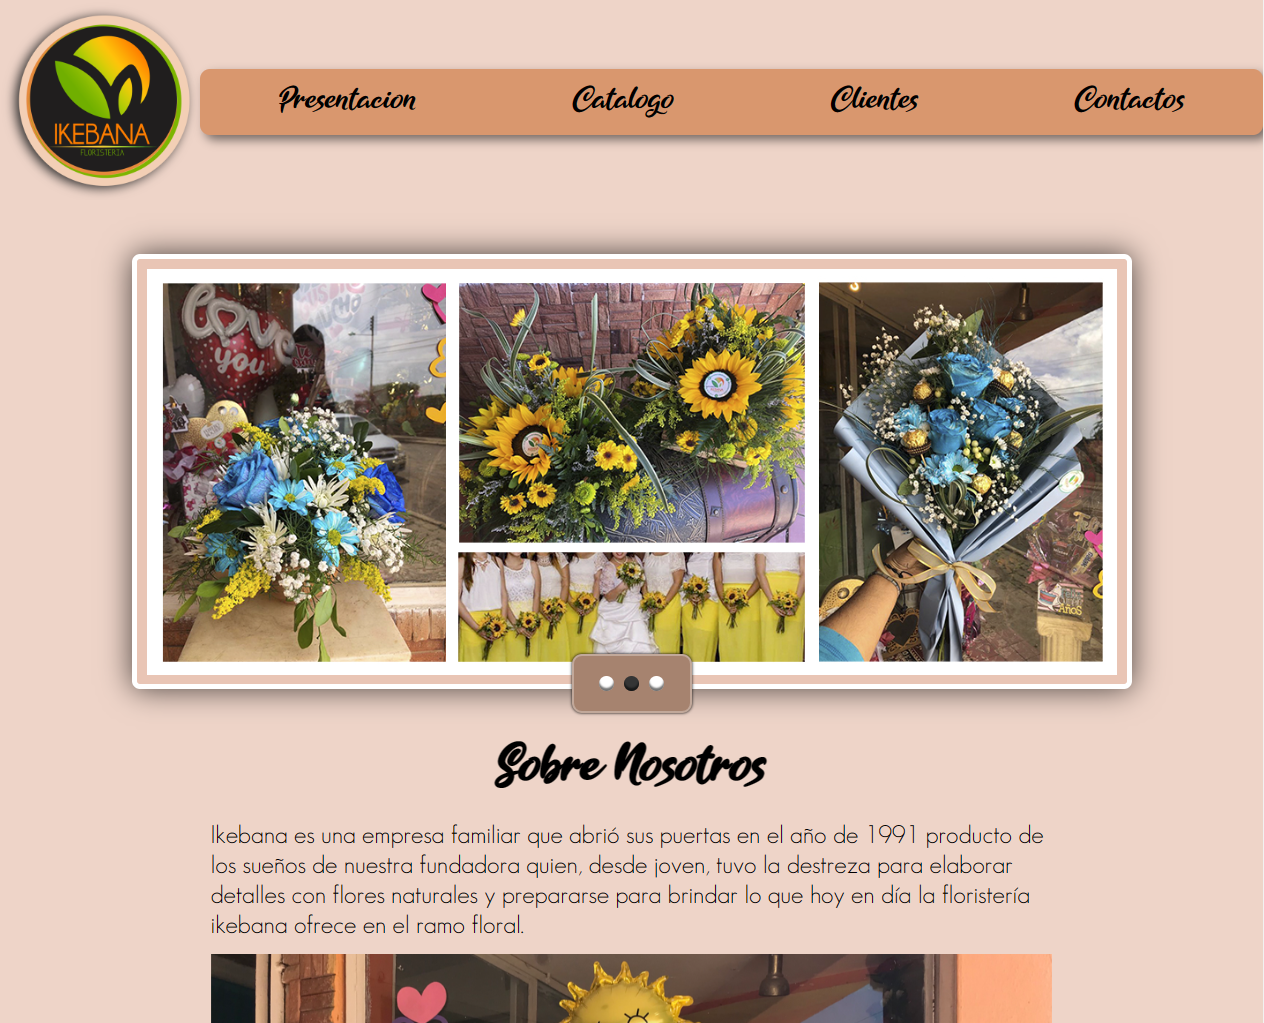 IKEBANA
FLORISTERIA
Presentacion
Catalogo
Clientes
Contactos
Love
you
Sobre Nosotros
Ikebana es una empresa familiar que abrió sus puertas en el año de 1991 producto de
los sueños de nuestra fundadora quien, desde joven, tuvo la destreza para elaborar
detalles con flores naturales y prepararse para brindar lo que hoy en día la floristería
ikebana ofrece en el ramo floral.